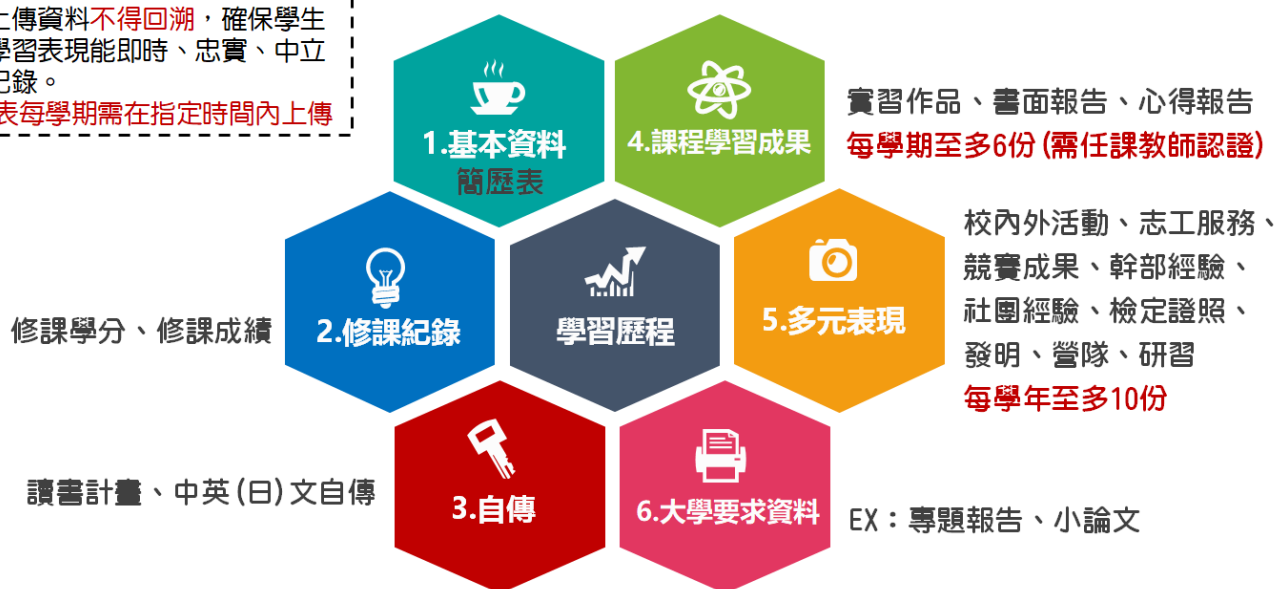 上傳資料不得回溯，確保學生
學習表現能即時、忠實、中立
記錄。
表每學期需在指定時間內上傳
1.基本資料
簡歷表
4.課程學習成果
實習作品、書面報告、心得報告
每學期至多6份(需任課教師認證)
修課學分、修課成績
2.修課紀錄
學習歷程
5.多元表現
校內外活動、志工服務、
競賽成果、幹部經驗、
社團經驗、檢定證照、
發明、營隊、研習
每學年至多10份
讀書計畫、中英(日)文自傳
3.自傳
6.大學要求資料
EX：專題報告、小論文